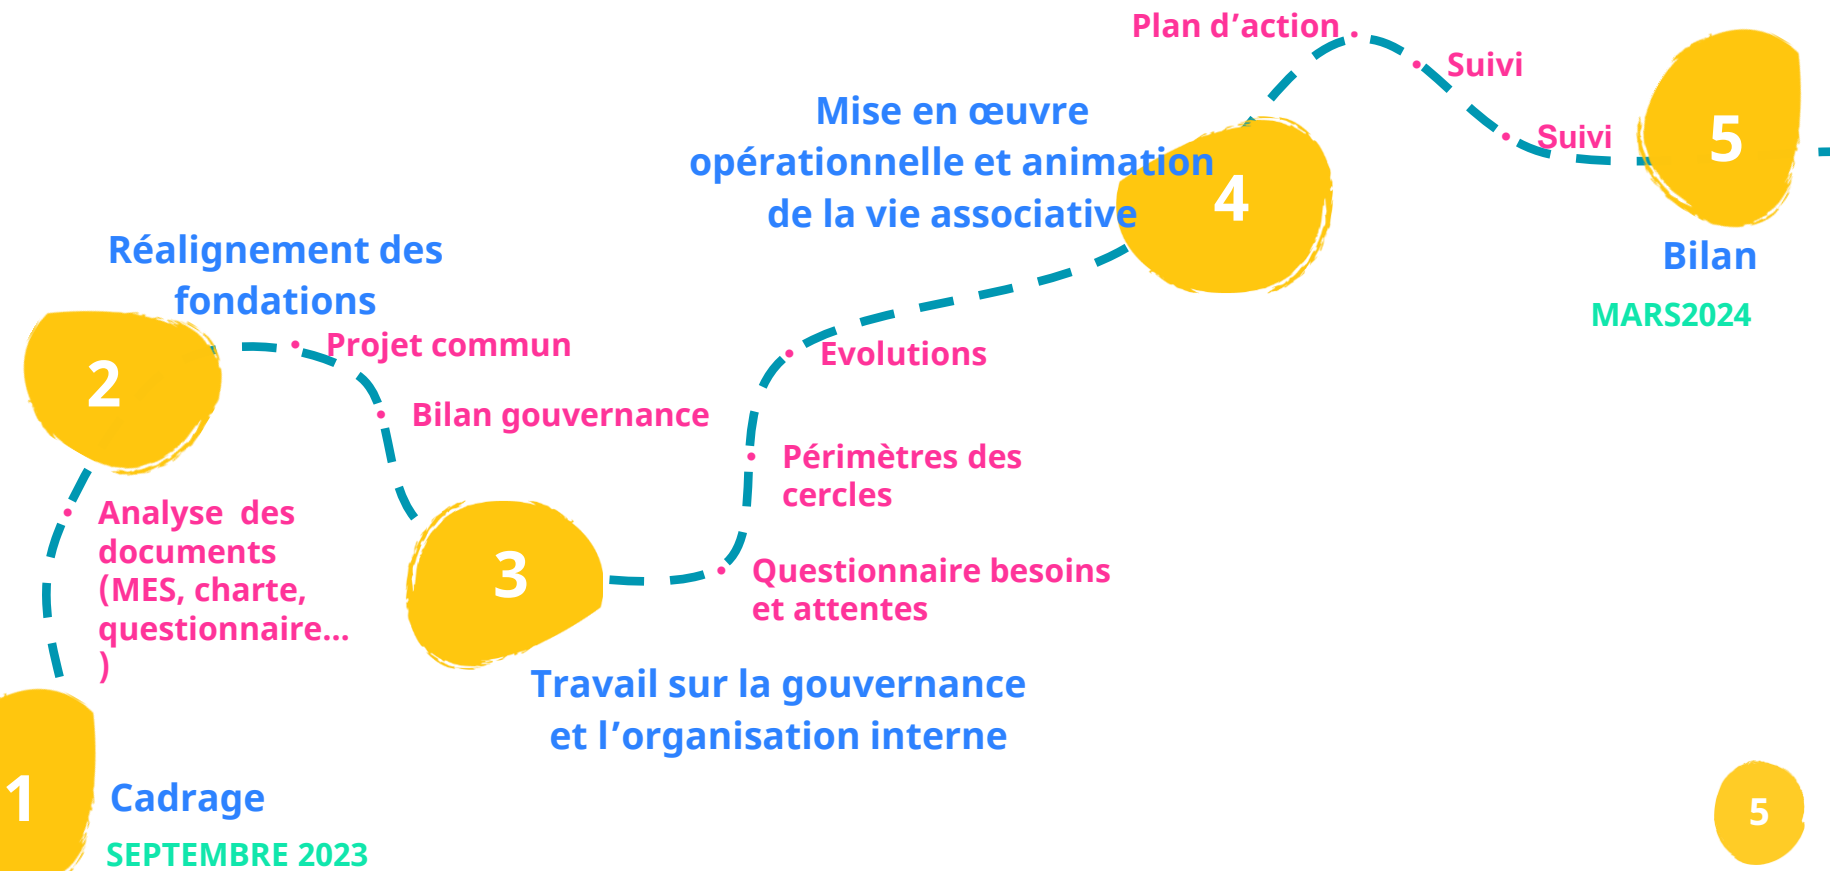 1
Cadrage
SEPTEMBRE 2023
• Analyse  des
documents
(MES, charte,
questionnaire...
)
2
Réalignement des
fondations
• Projet commun
• Bilan gouvernance
3
Travail sur la gouvernance
et l’organisation interne
• Questionnaire besoins
et attentes
• Périmètres des
cercles
• Evolutions
4
Mise en œuvre
opérationnelle et animation
de la vie associative
Plan d’action •
• Suivi
• Suivi
5
Bilan
MARS2024
5